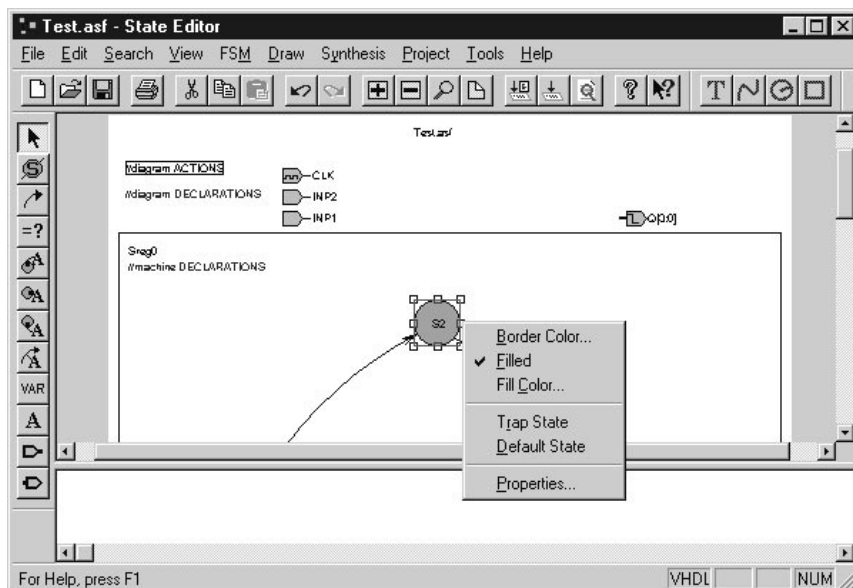 Test.asf - State Editor
File Edit Search View FSM Draw Synthesis Project Tools Help
Test.asf
//diagram ACTIONS
CLK
//diagram DECLARATIONS
INP2
INP1
O[3:0]
Sreg0
//machine DECLARATIONS
=?
VAR
A
S2
Border Color...
Filled
Fill Color...
Trap State
Default State
Properties...
For Help, press F1
VHDL
NUM